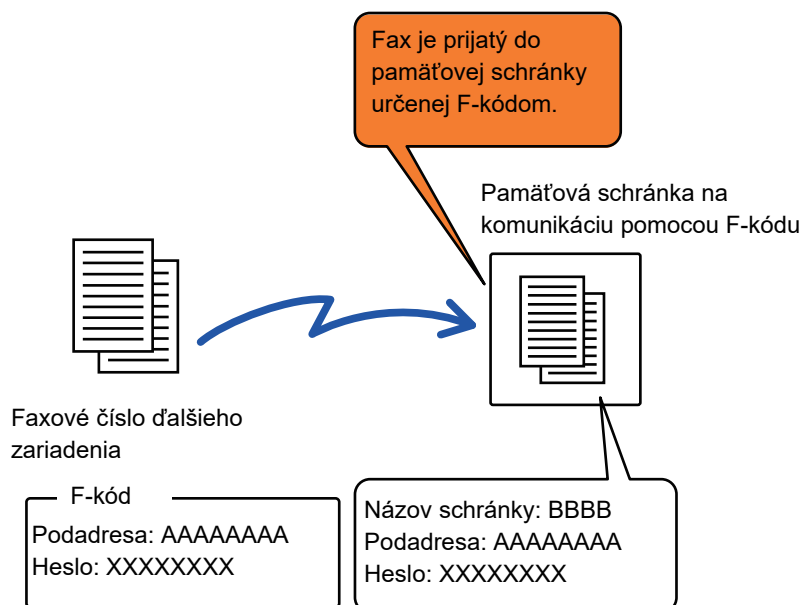 Fax je prijatý do
pamäťovej schránky
určenej F-kódom.
Pamäťová schránka na
komunikáciu pomocou F-kódu
Faxové číslo ďalšieho
zariadenia
F-kód
Podadresa: AAAAAAAA
Heslo: XXXXXXXX
Názov schránky: BBBB
Podadresa: AAAAAAAA
Heslo: XXXXXXXX